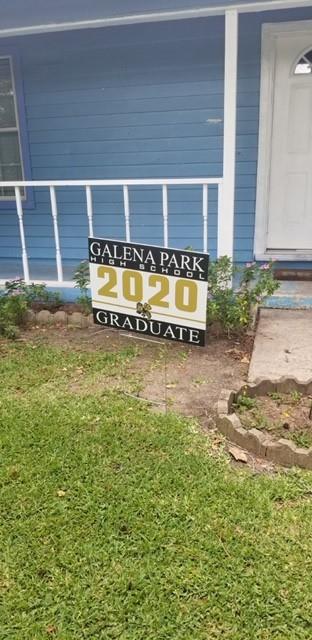 GALENA PARK
HIGH SCHOOL
2020
GRADUATE